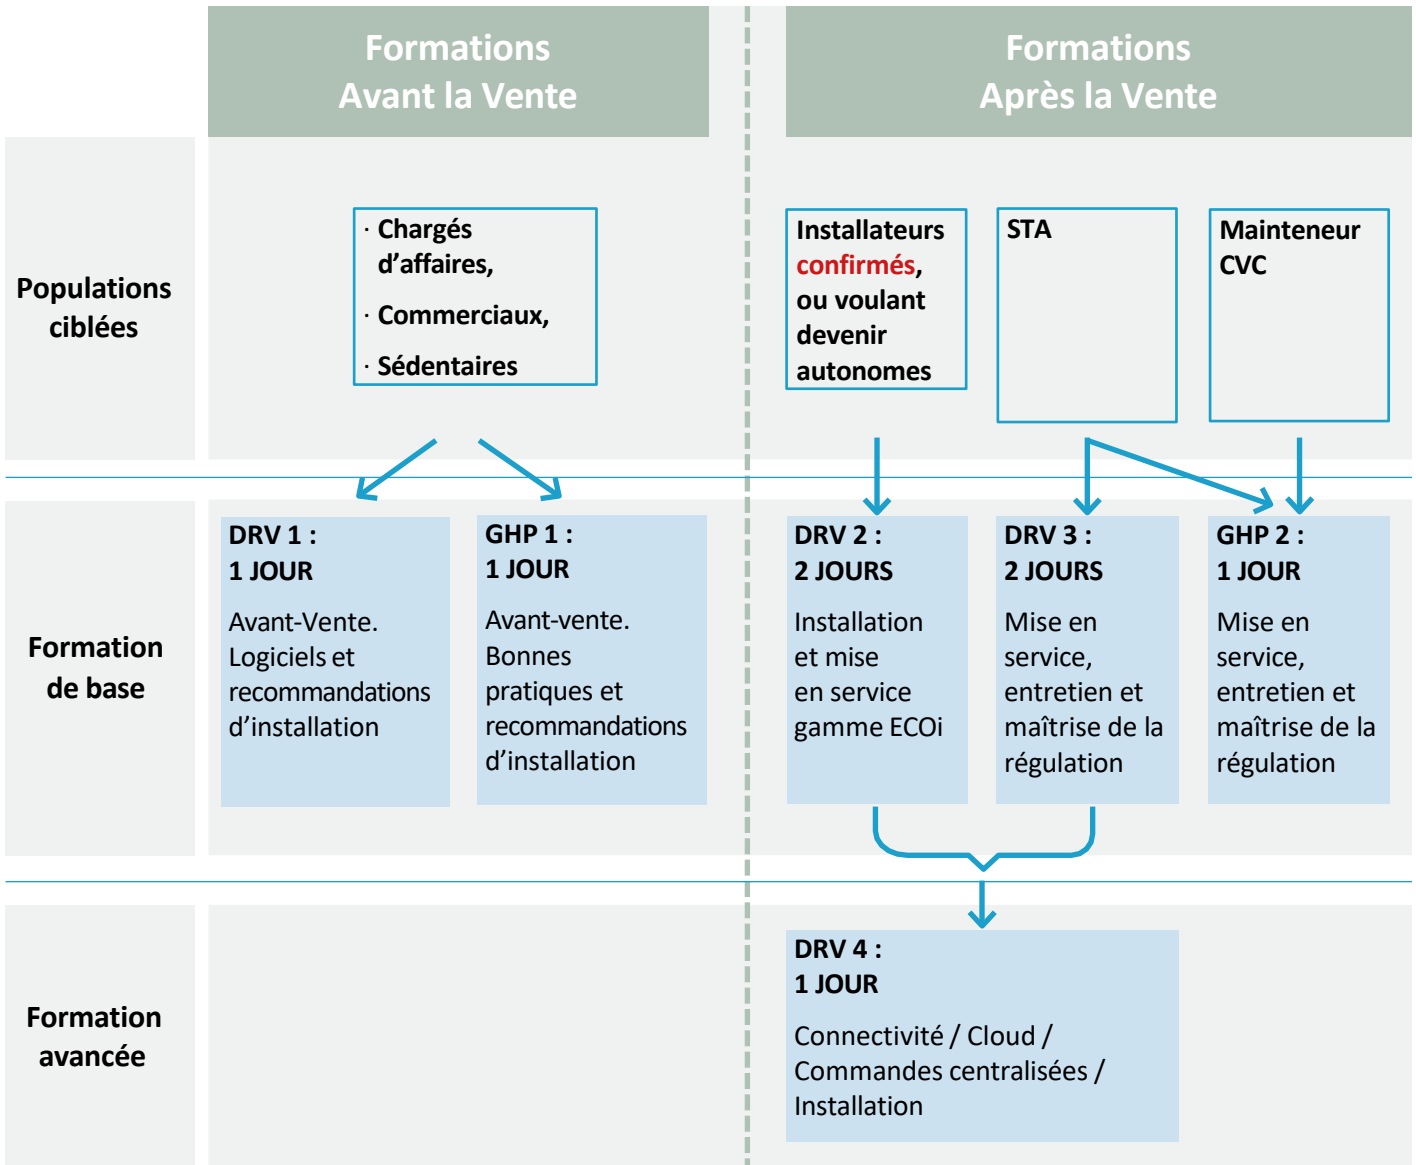 Formations
Avant la Vente
Formations
Après la Vente
Populations
ciblées
· Chargés
d’affaires,
· Commerciaux,
· Sédentaires
Installateurs
confirmés,
ou voulant
devenir
autonomes
STA
Mainteneur
CVC
Formation
de base
DRV 1 :
1 JOUR
Avant-Vente.
Logiciels et
recommandations
d’installation
GHP 1 :
1 JOUR
Avant-vente.
Bonnes
pratiques et
recommandations
d’installation
DRV 2 :
2 JOURS
Installation
et mise
en service
gamme ECOi
DRV 3 :
2 JOURS
Mise en
service,
entretien et
maîtrise de la
régulation
GHP 2 :
1 JOUR
Mise en
service,
entretien et
maîtrise de la
régulation
Formation
avancée
DRV 4 :
1 JOUR
Connectivité / Cloud /
Commandes centralisées /
Installation